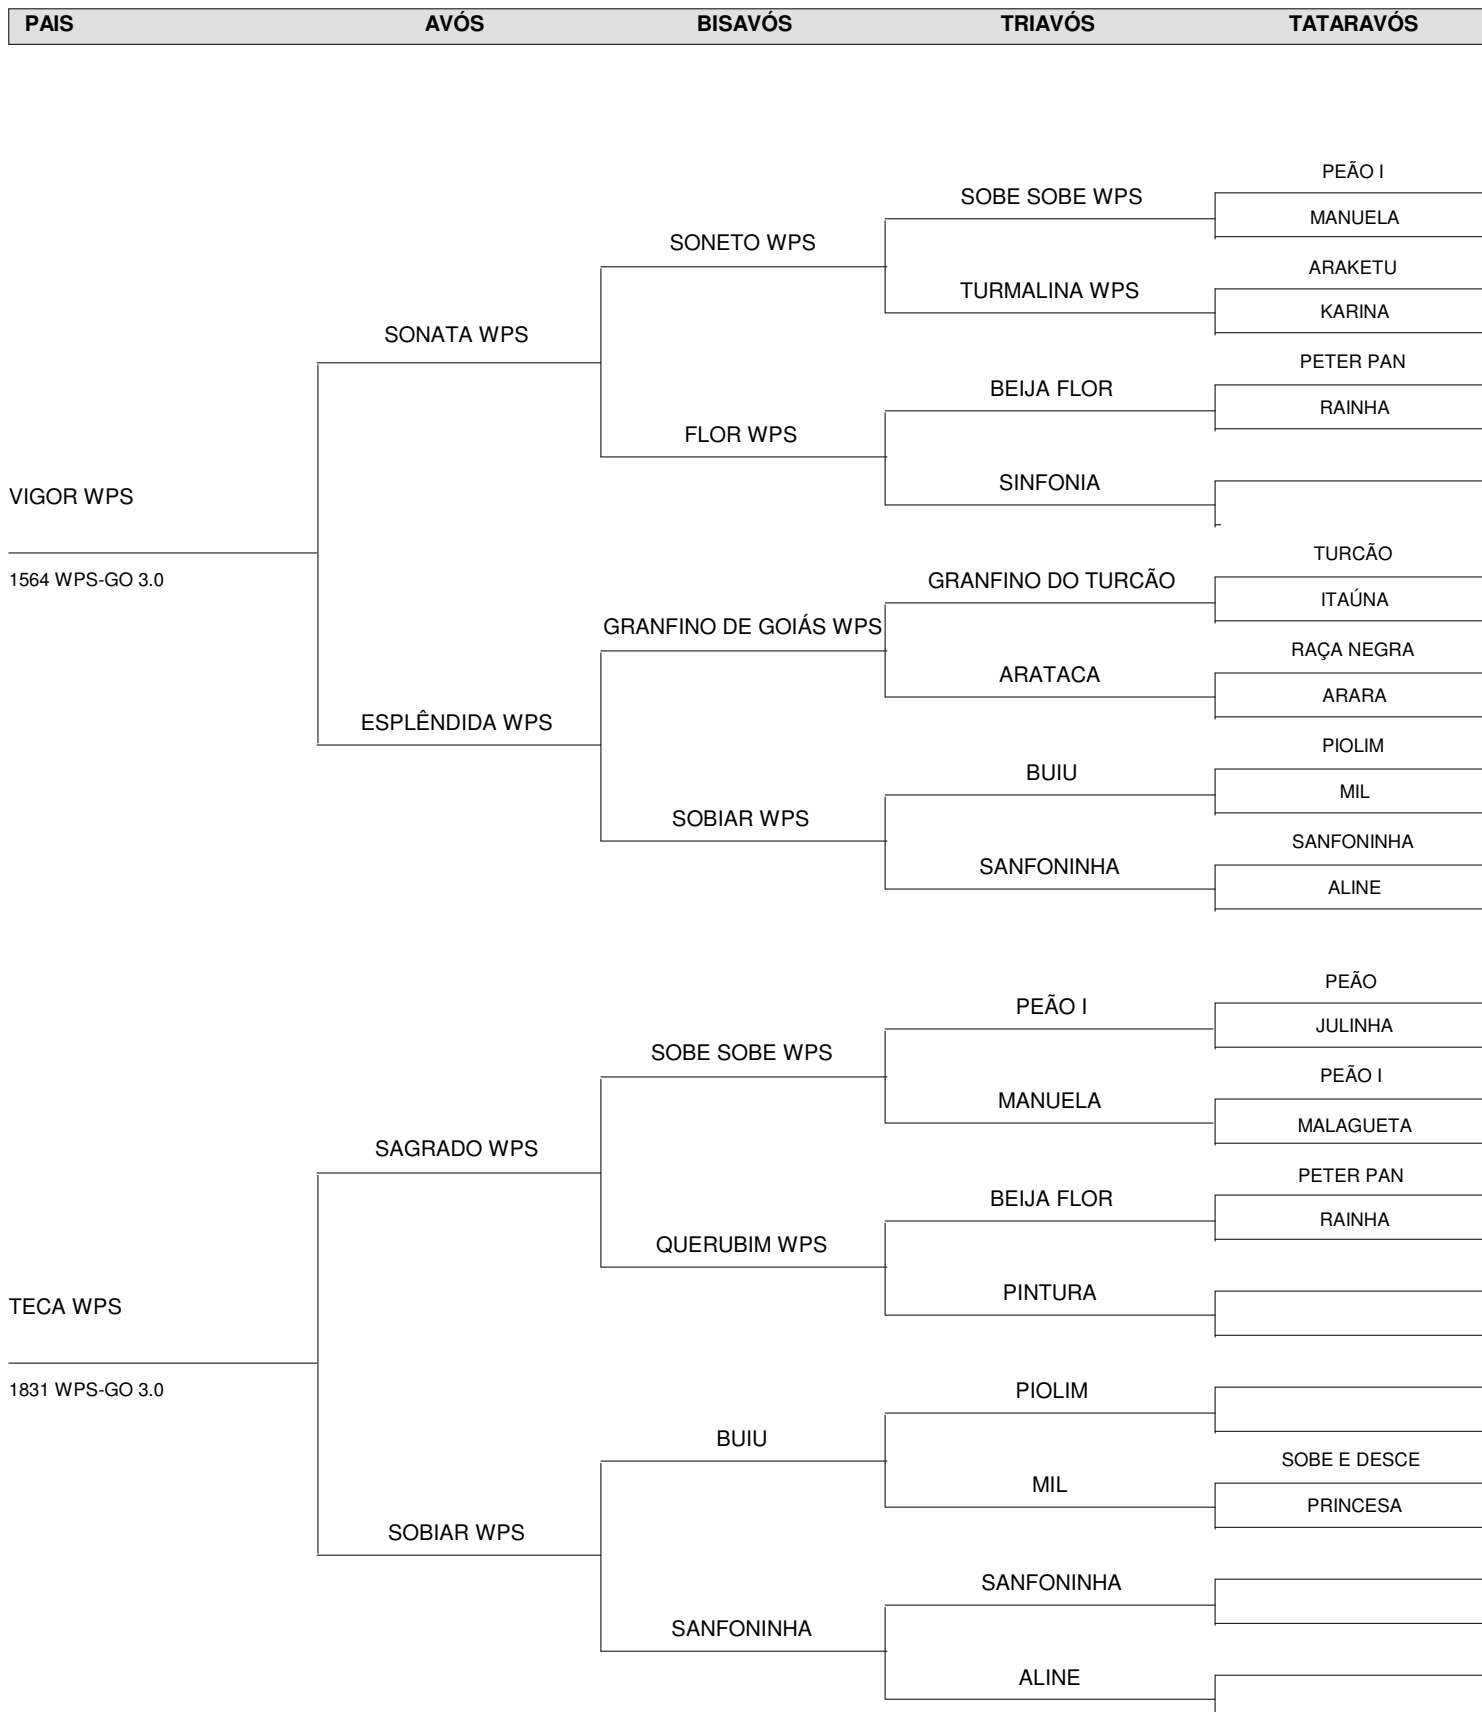 PAIS AVÓS BISAVÓS TRIAVÓS TATARAVÓS
PEÃO I
SOBE SOBE WPS
MANUELA
SONETO WPS
ARAKETU
TURMALINA WPS
KARINA
SONATA WPS
PETER PAN
BEIJA FLOR
RAINHA
FLOR WPS
SINFONIA
VIGOR WPS
TURCÃO
1564 WPS-GO 3.0
GRANFINO DO TURCÃO
ITAÚNA
GRANFINO DE GOIÁS WPS
RAÇA NEGRA
ARATACA
ARARA
ESPLÊNDIDA WPS
PIOLIM
BUIU
MIL
SOBIAR WPS
SANFONINHA
SANFONINHA
ALINE
PEÃO
PEÃO I
JULINHA
SOBE SOBE WPS
PEÃO I
MANUELA
MALAGUETA
SAGRADO WPS
PETER PAN
BEIJA FLOR
RAINHA
QUERUBIM WPS
PINTURA
TECA WPS
1831 WPS-GO 3.0
PIOLIM
BUIU
SOBE E DESCE
MIL
PRINCESA
SOBIAR WPS
SANFONINHA
SANFONINHA
ALINE